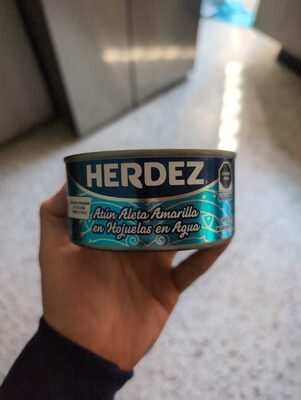 HERDEZ
Atún Aleta Amarilla
en Hojuelas en Agua